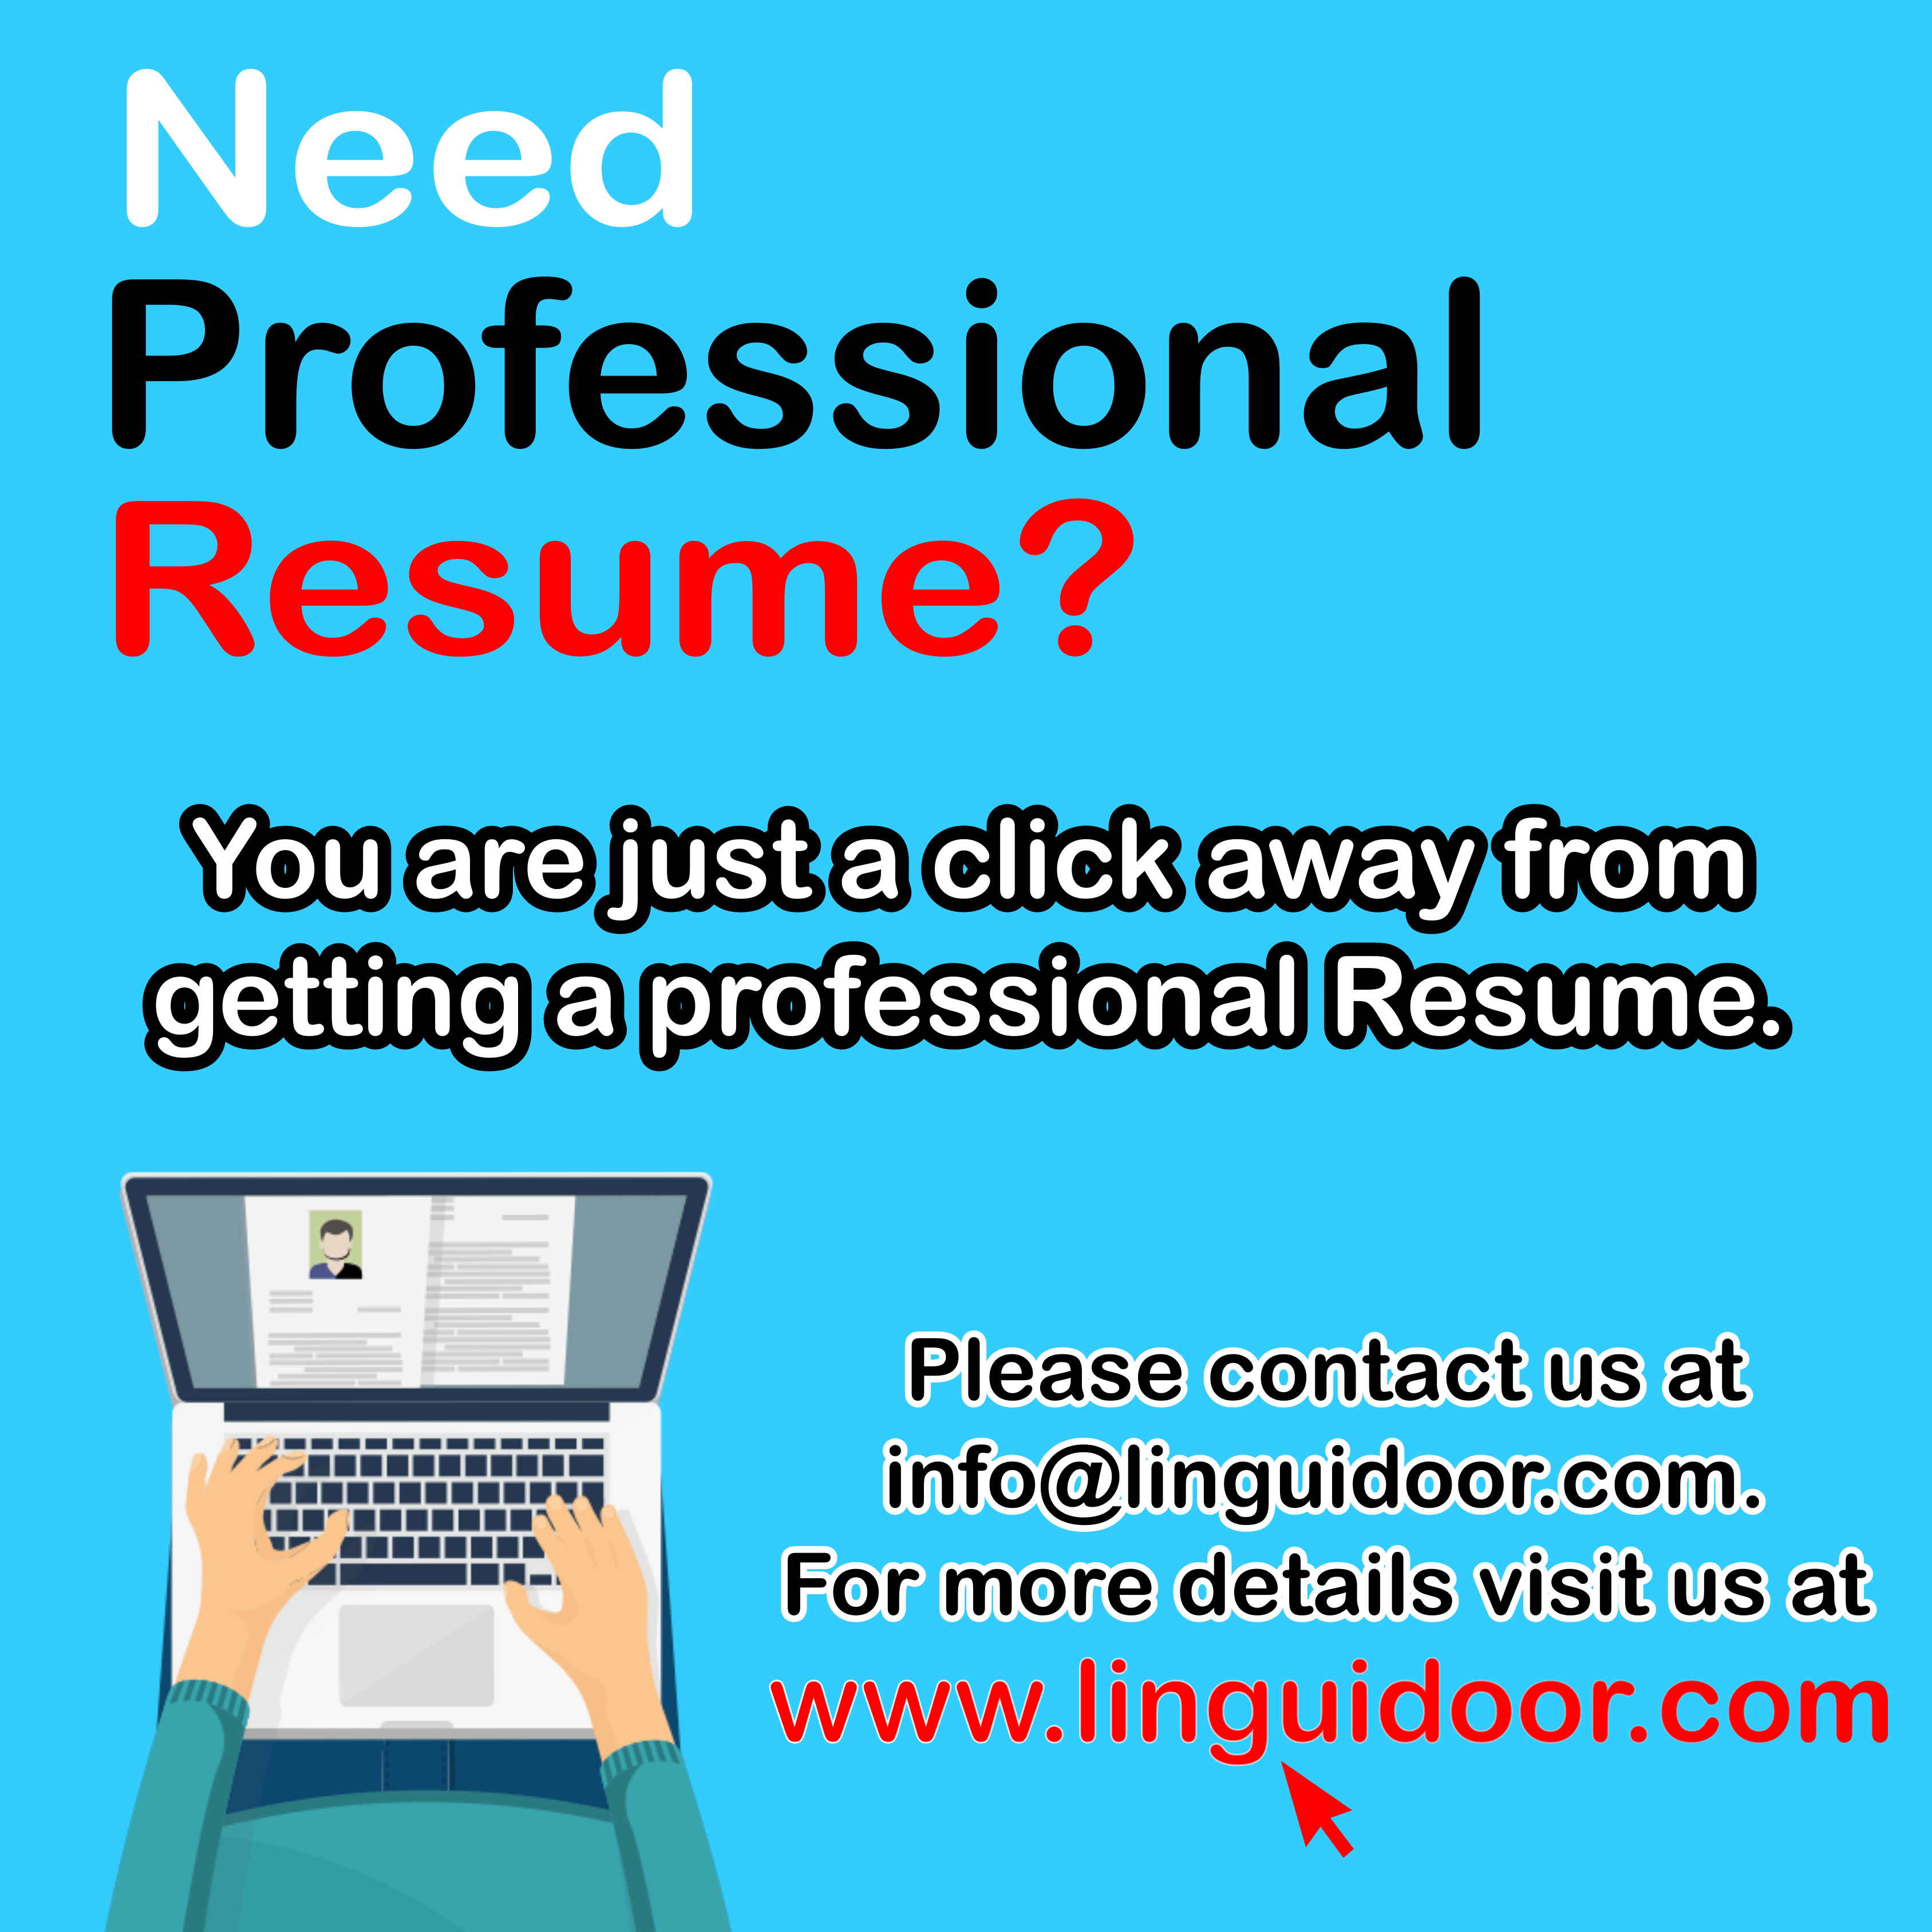 Need
Professional
Resume?
You are just a click away from
getting a professional Resume.
Please contact us at
info@linguidoor.com.
For more details visit us at
www.linguidoor.com